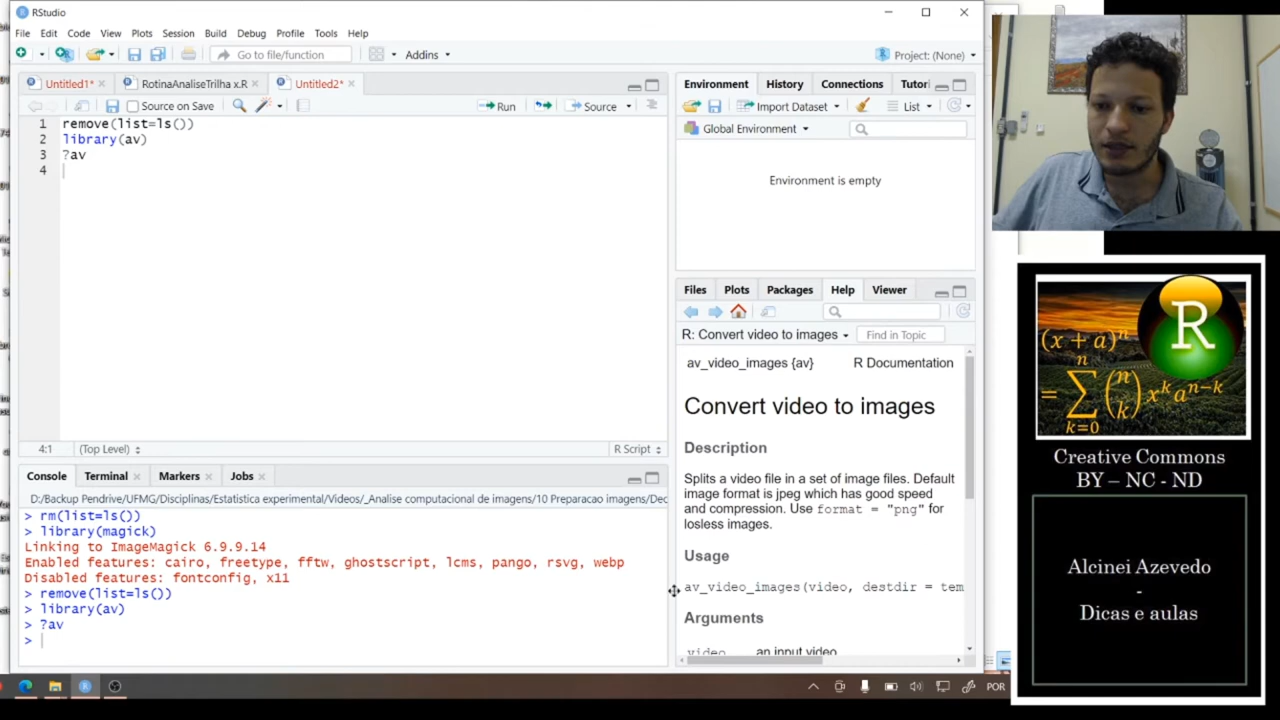 RStudio
File Edit Code View Plots Session Build Debug Profile Tools Help
Go to file/function
Addins
Project: (None)
Untitled1*
RotinaAnaliseTrilha x.R
Untitled2*
Source on Save
Run
Source
1 remove(list=ls())
2 library(av)
3 ?av
4
4:1 (Top Level) R Script
Console Terminal Markers Jobs
D:/Backup Pendrive/UFMG/Disciplinas/Estatistica experimental/Videos/_Analise computacional de imagens/10 Preparacao imagens/Dec
> rm(list=ls())
> library(magick)
Linking to ImageMagick 6.9.9.14
Enabled features: cairo, freetype, fftw, ghostscript, lcms, pango, rsvg, webp
Disabled features: fontconfig, x11
> remove(list=ls())
> library(av)
> ?av
>
Environment History Connections Tutori
Import Dataset List
Global Environment
Environment is empty
Files Plots Packages Help Viewer
R: Convert video to images Find in Topic
av_video_images {av} R Documentation
Convert video to images
Description
Splits a video file in a set of image files. Default
image format is jpeg which has good speed
and compression. Use format = "png" for
losless images.
Usage
av_video_images(video, destdir = tem
Arguments
video an input video
POR
R
(x + a)ⁿ
= ∑ₖ₌₀ⁿ (n k) xᵏaⁿ⁻ᵏ
Creative Commons
BY – NC - ND
Alcinei Azevedo
-
Dicas e aulas